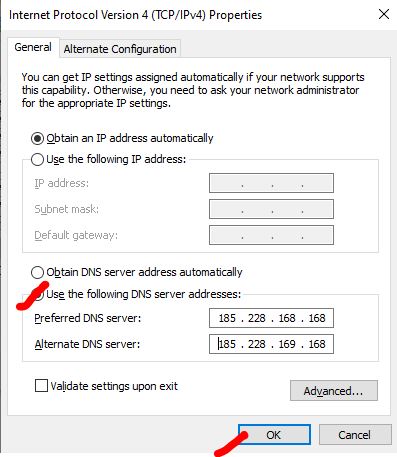 Internet Protocol Version 4 (TCP/IPv4) Properties
General
Alternate Configuration
You can get IP settings assigned automatically if your network supports
this capability. Otherwise, you need to ask your network administrator
for the appropriate IP settings.
Obtain an IP address automatically
Use the following IP address:
IP address:
. . .
Subnet mask:
. . .
Default gateway:
. . .
Obtain DNS server address automatically
Use the following DNS server addresses:
Preferred DNS server:
185 . 228 . 168 . 168
Alternate DNS server:
185 . 228 . 169 . 168
Validate settings upon exit
Advanced...
OK
Cancel